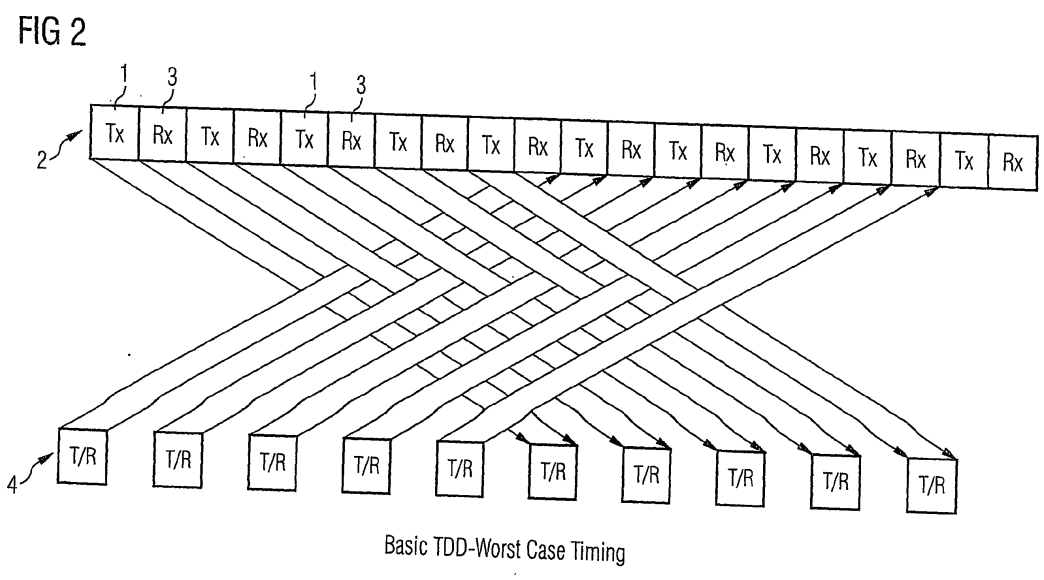 FIG 2
1 3 1 3
2 Tx Rx Tx Rx Tx Rx Tx Rx Tx Rx Tx Rx Tx Rx Tx Rx Tx Rx Tx Rx
4 T/R T/R T/R T/R T/R T/R T/R T/R T/R T/R
Basic TDD-Worst Case Timing